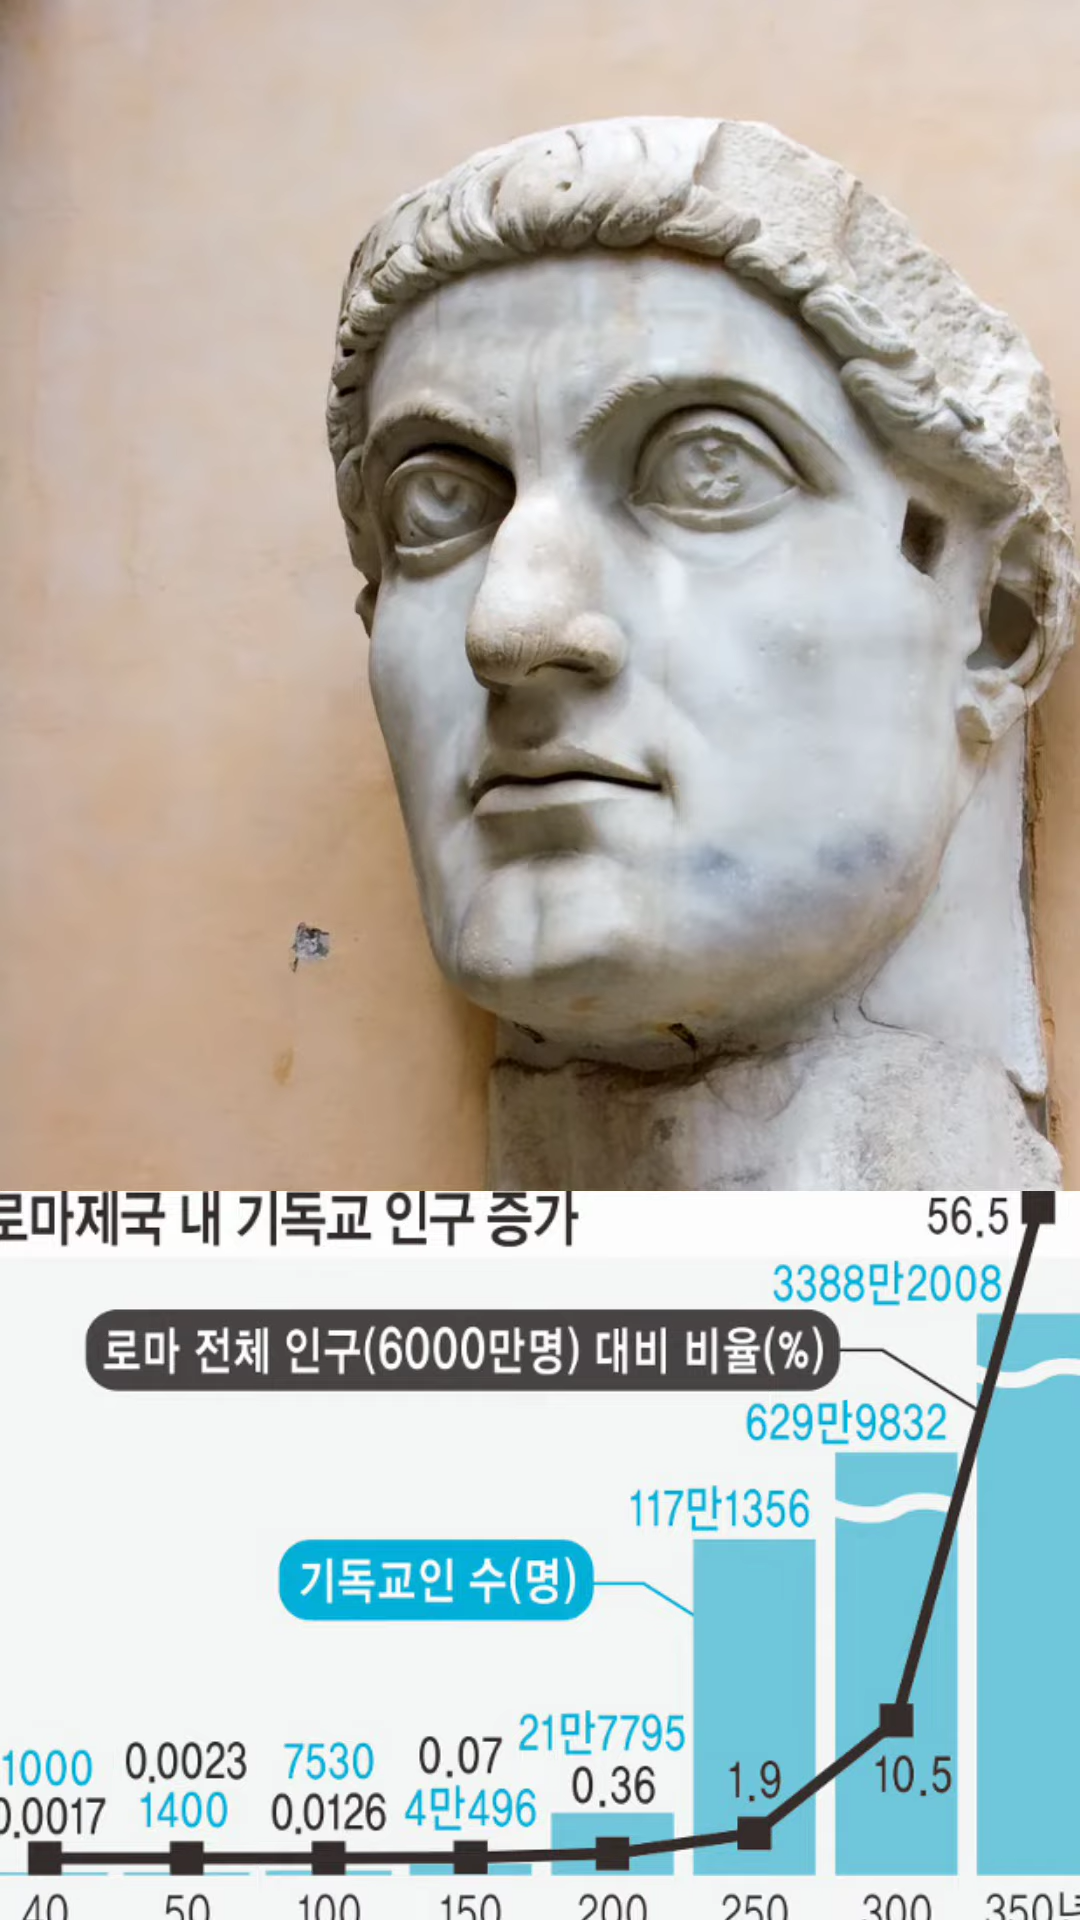 로마제국 내 기독교 인구 증가
56.5
3388만2008
로마 전체 인구(6000만명) 대비 비율(%)
629만9832
117만1356
기독교인 수(명)
21만7795
1000 0.0023 7530 0.07 0.36 1.9 10.5
0.0017 1400 0.0126 4만496
40 50 100 150 200 250 300 350년